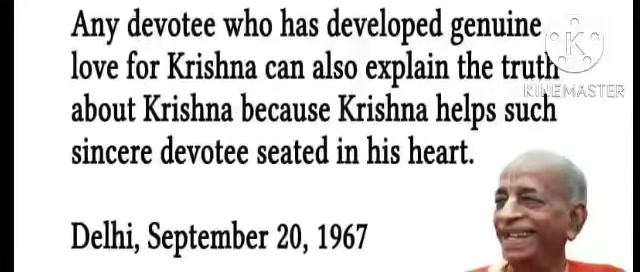 Any devotee who has developed genuine
love for Krishna can also explain the truth
about Krishna because Krishna helps such
sincere devotee seated in his heart.
Delhi, September 20, 1967
K
KINEMASTER